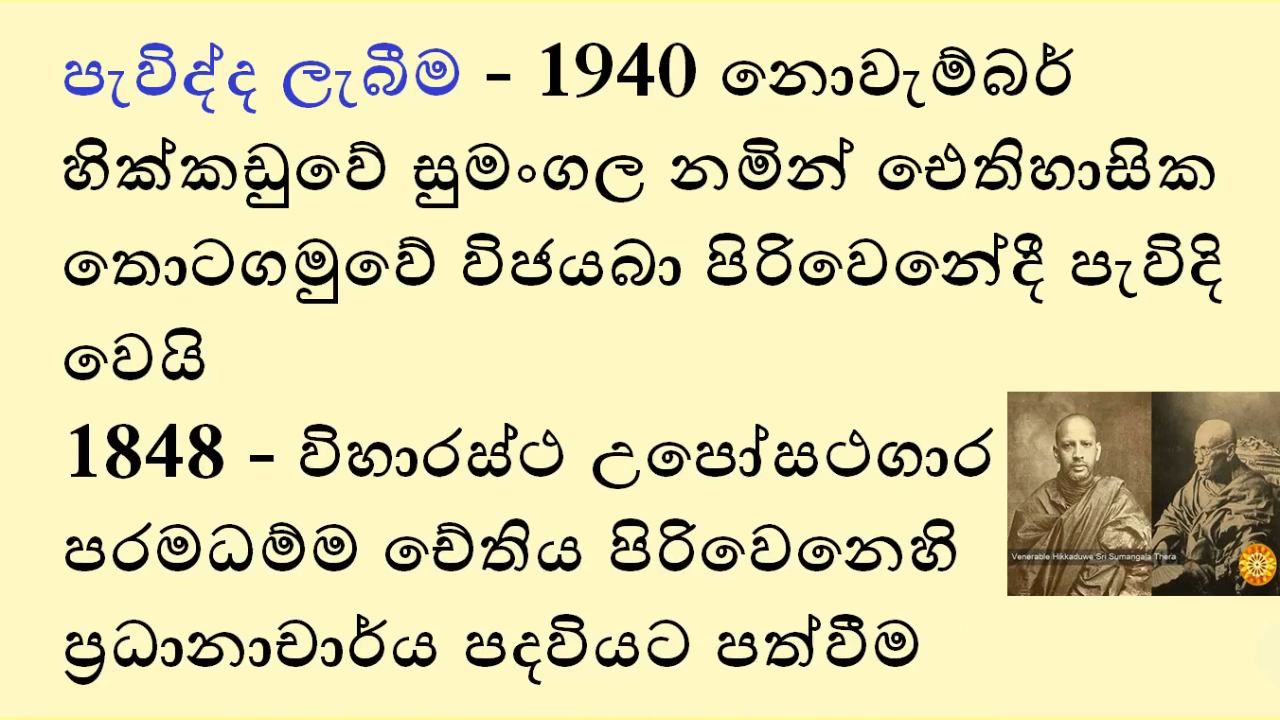 පැවිද්ද ලැබීම - 1940 නොවැම්බර්
හික්කඩුවේ සුමංගල නමින් ඓතිහාසික
තොටගමුවේ විජයබා පිරිවෙනේදී පැවිදි
වෙයි
1848 - විහාරස්ථ උපෝසථගාර
පරමධම්ම චේතිය පිරිවෙනෙහි
ප්‍රධානාචාර්ය පදවියට පත්වීම
Venerable Hikkaduwe Sri Sumangala Thera